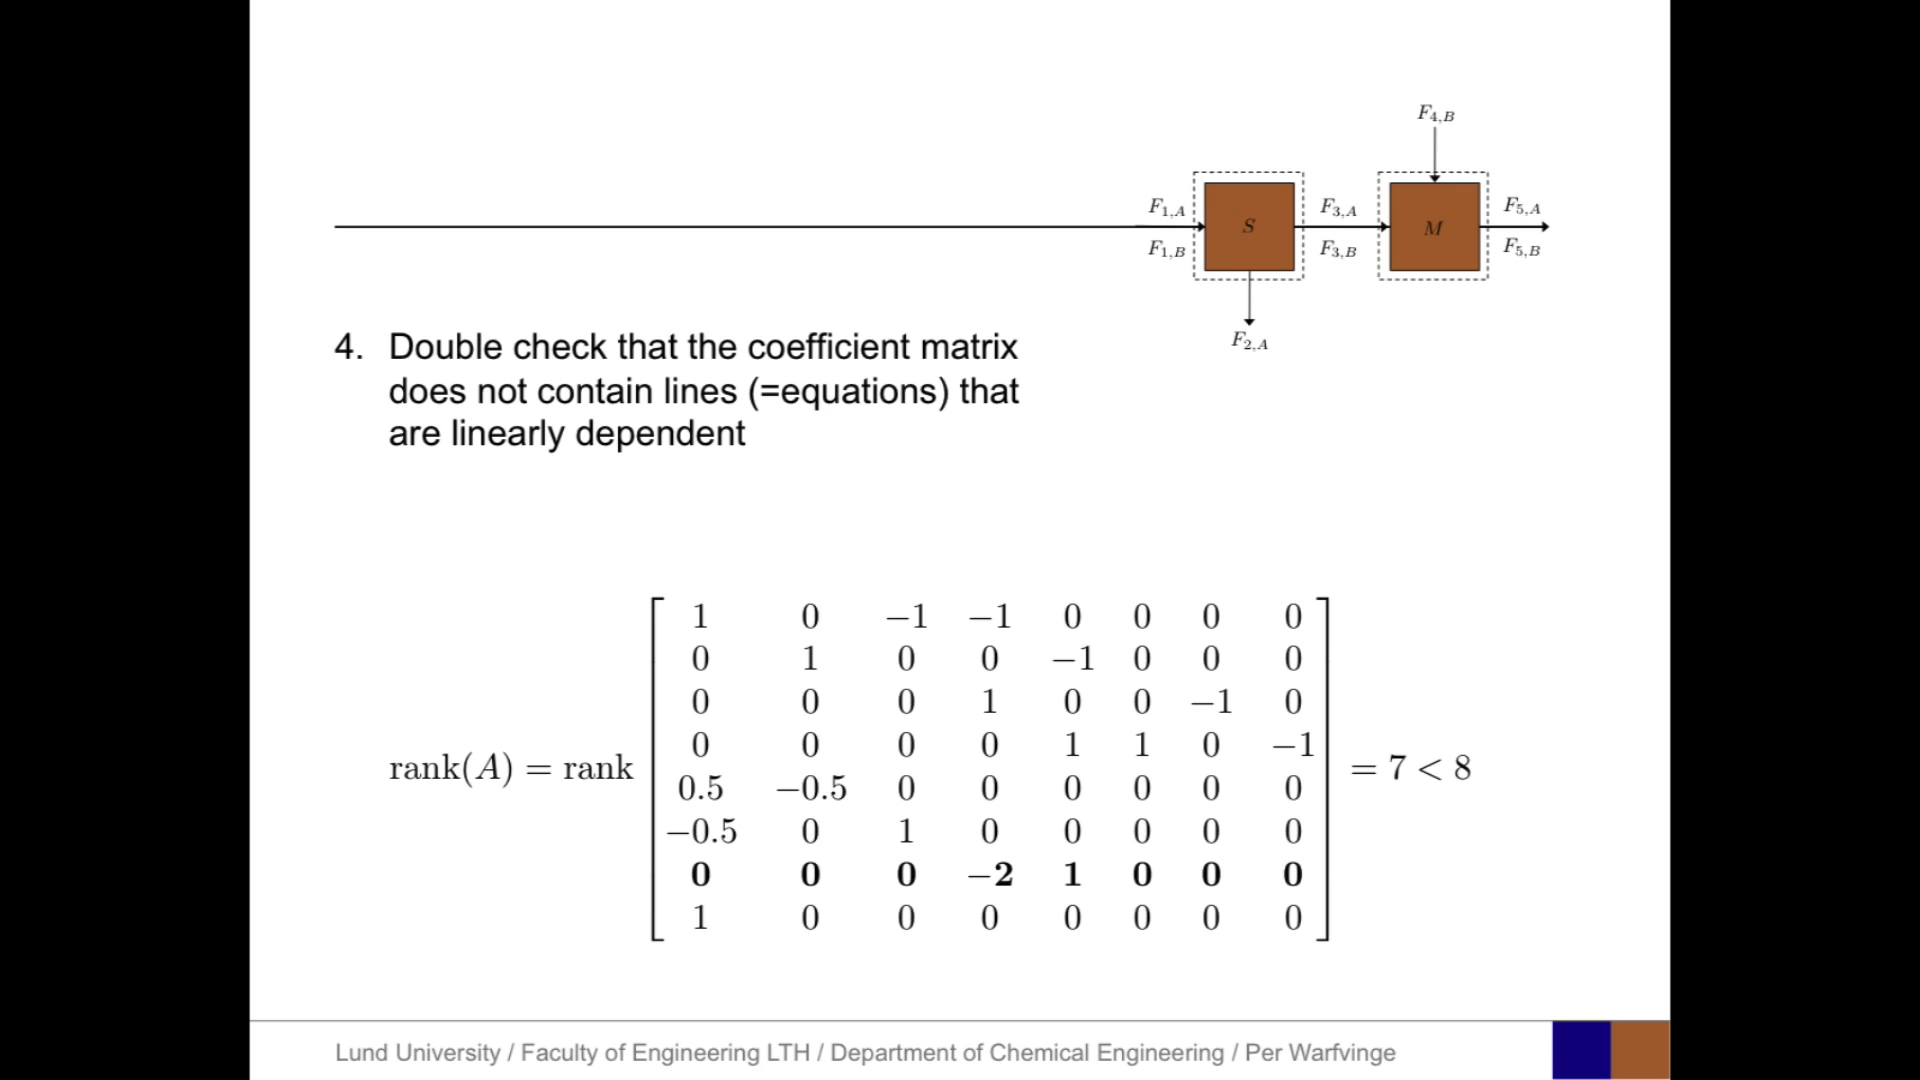 F4,B
F1,A
F1,B
S
F3,A
F3,B
M
F5,A
F5,B
F2,A
4. Double check that the coefficient matrix
does not contain lines (=equations) that
are linearly dependent
1 0 −1 −1 0 0 0 0
0 1 0 0 −1 0 0 0
0 0 0 1 0 0 −1 0
0 0 0 0 1 1 0 −1
rank(A) = rank = 7 < 8
0.5 −0.5 0 0 0 0 0 0
−0.5 0 1 0 0 0 0 0
0 0 0 −2 1 0 0 0
1 0 0 0 0 0 0 0
Lund University / Faculty of Engineering LTH / Department of Chemical Engineering / Per Warfvinge